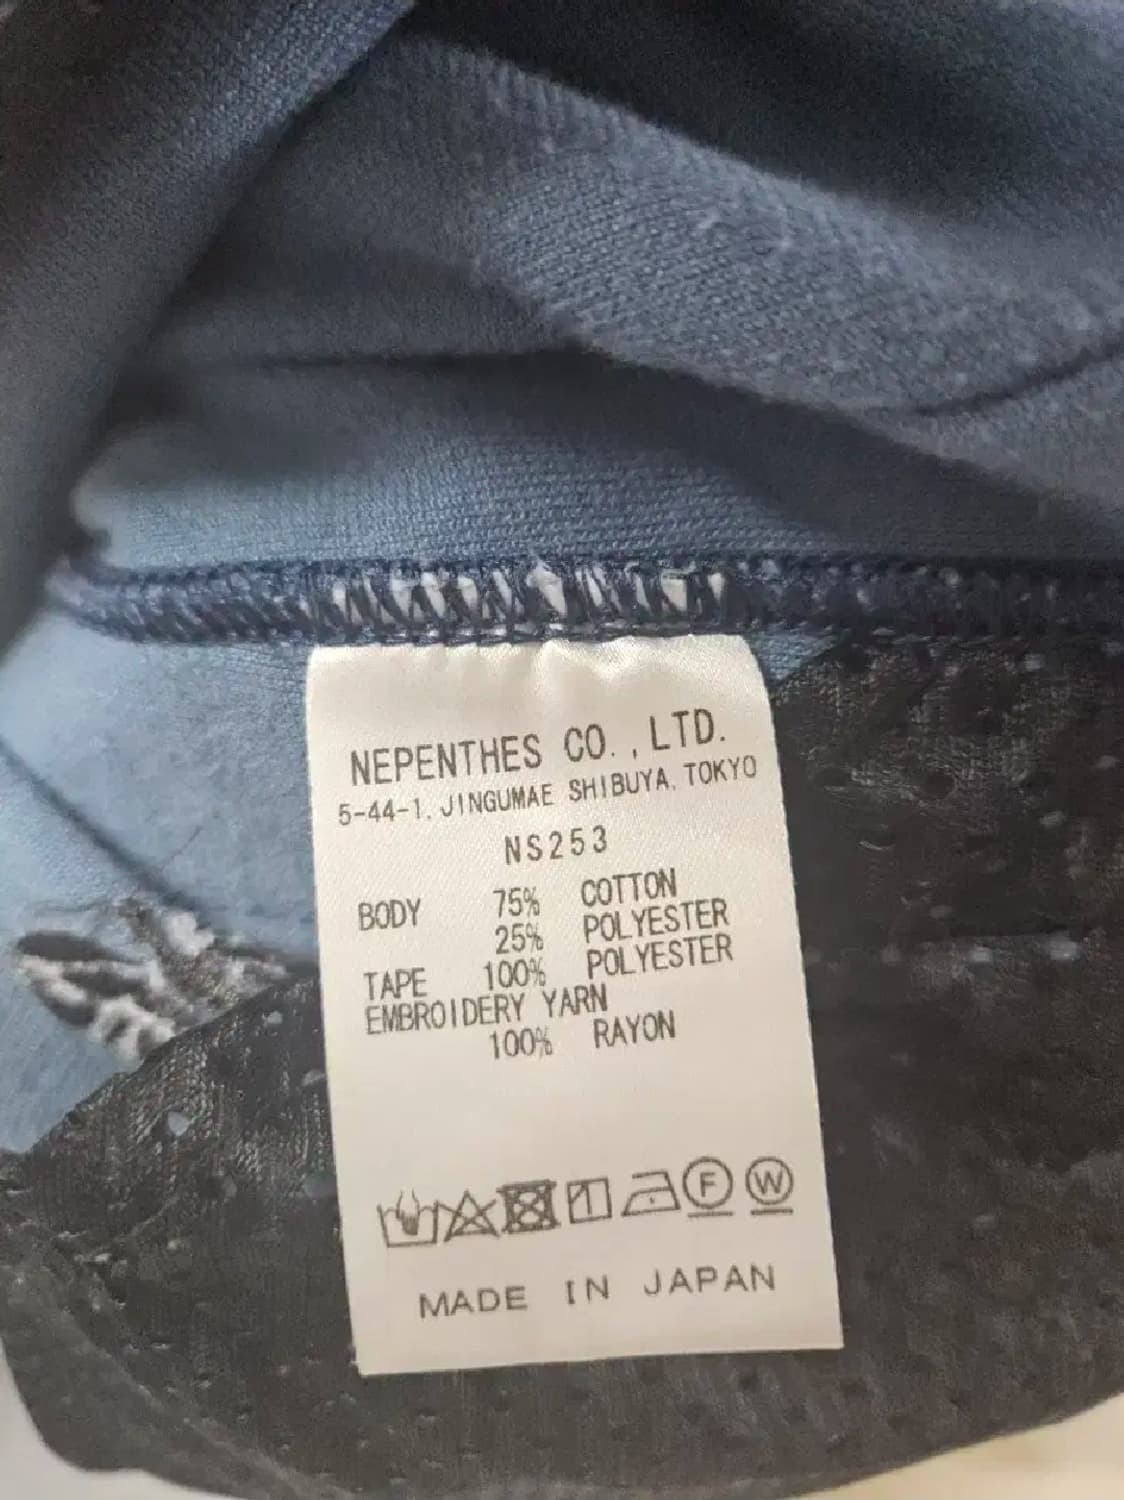 NEPENTHES CO., LTD.
5-44-1, JINGUMAE SHIBUYA, TOKYO
NS253
BODY 75% COTTON
25% POLYESTER
TAPE 100% POLYESTER
EMBROIDERY YARN
100% RAYON
F W
MADE IN JAPAN